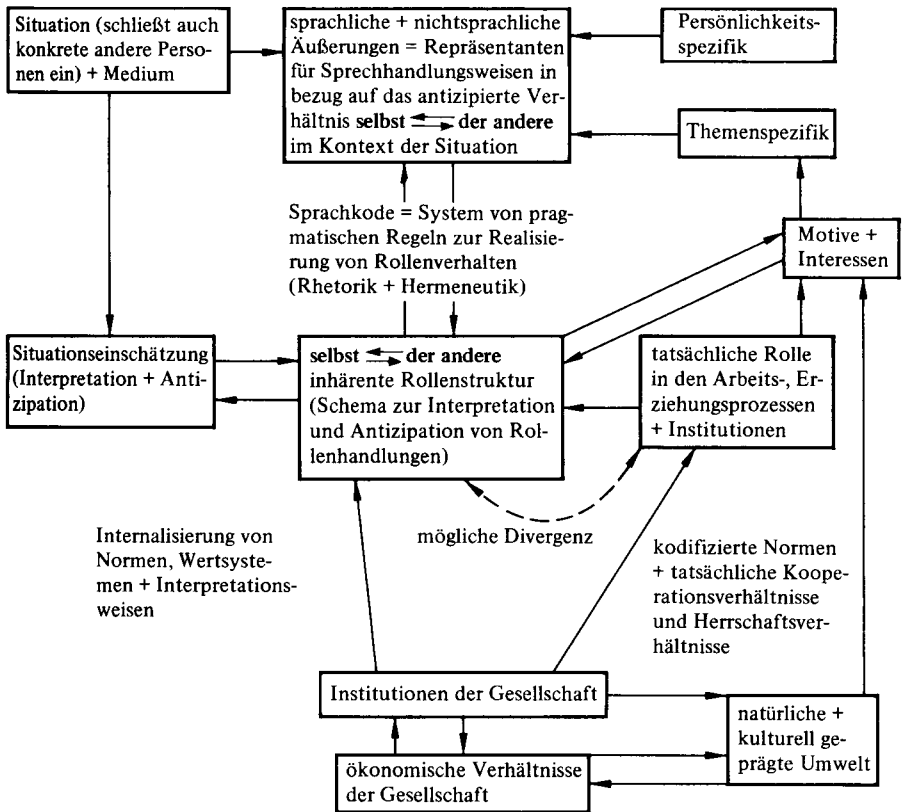 Situation (schließt auch
konkrete andere Perso-
nen ein) + Medium
sprachliche + nichtsprachliche
Äußerungen = Repräsentanten
für Sprechhandlungsweisen in
bezug auf das antizipierte Ver-
hältnis selbst ⇄ der andere
im Kontext der Situation
Persönlichkeits-
spezifik
Themenspezifik
Sprachkode = System von prag-
matischen Regeln zur Realisie-
rung von Rollenverhalten
(Rhetorik + Hermeneutik)
Motive +
Interessen
Situationseinschätzung
(Interpretation + Anti-
zipation)
selbst ⇄ der andere
inhärente Rollenstruktur
(Schema zur Interpretation
und Antizipation von Rol-
lenhandlungen)
tatsächliche Rolle
in den Arbeits-, Er-
ziehungsprozessen
+ Institutionen
Internalisierung von
Normen, Wertsyste-
men + Interpretations-
weisen
mögliche Divergenz
kodifizierte Normen
+ tatsächliche Koope-
rationsverhältnisse
und Herrschaftsver-
hältnisse
Institutionen der Gesellschaft
natürliche +
kulturell ge-
prägte Umwelt
ökonomische Verhältnisse
der Gesellschaft